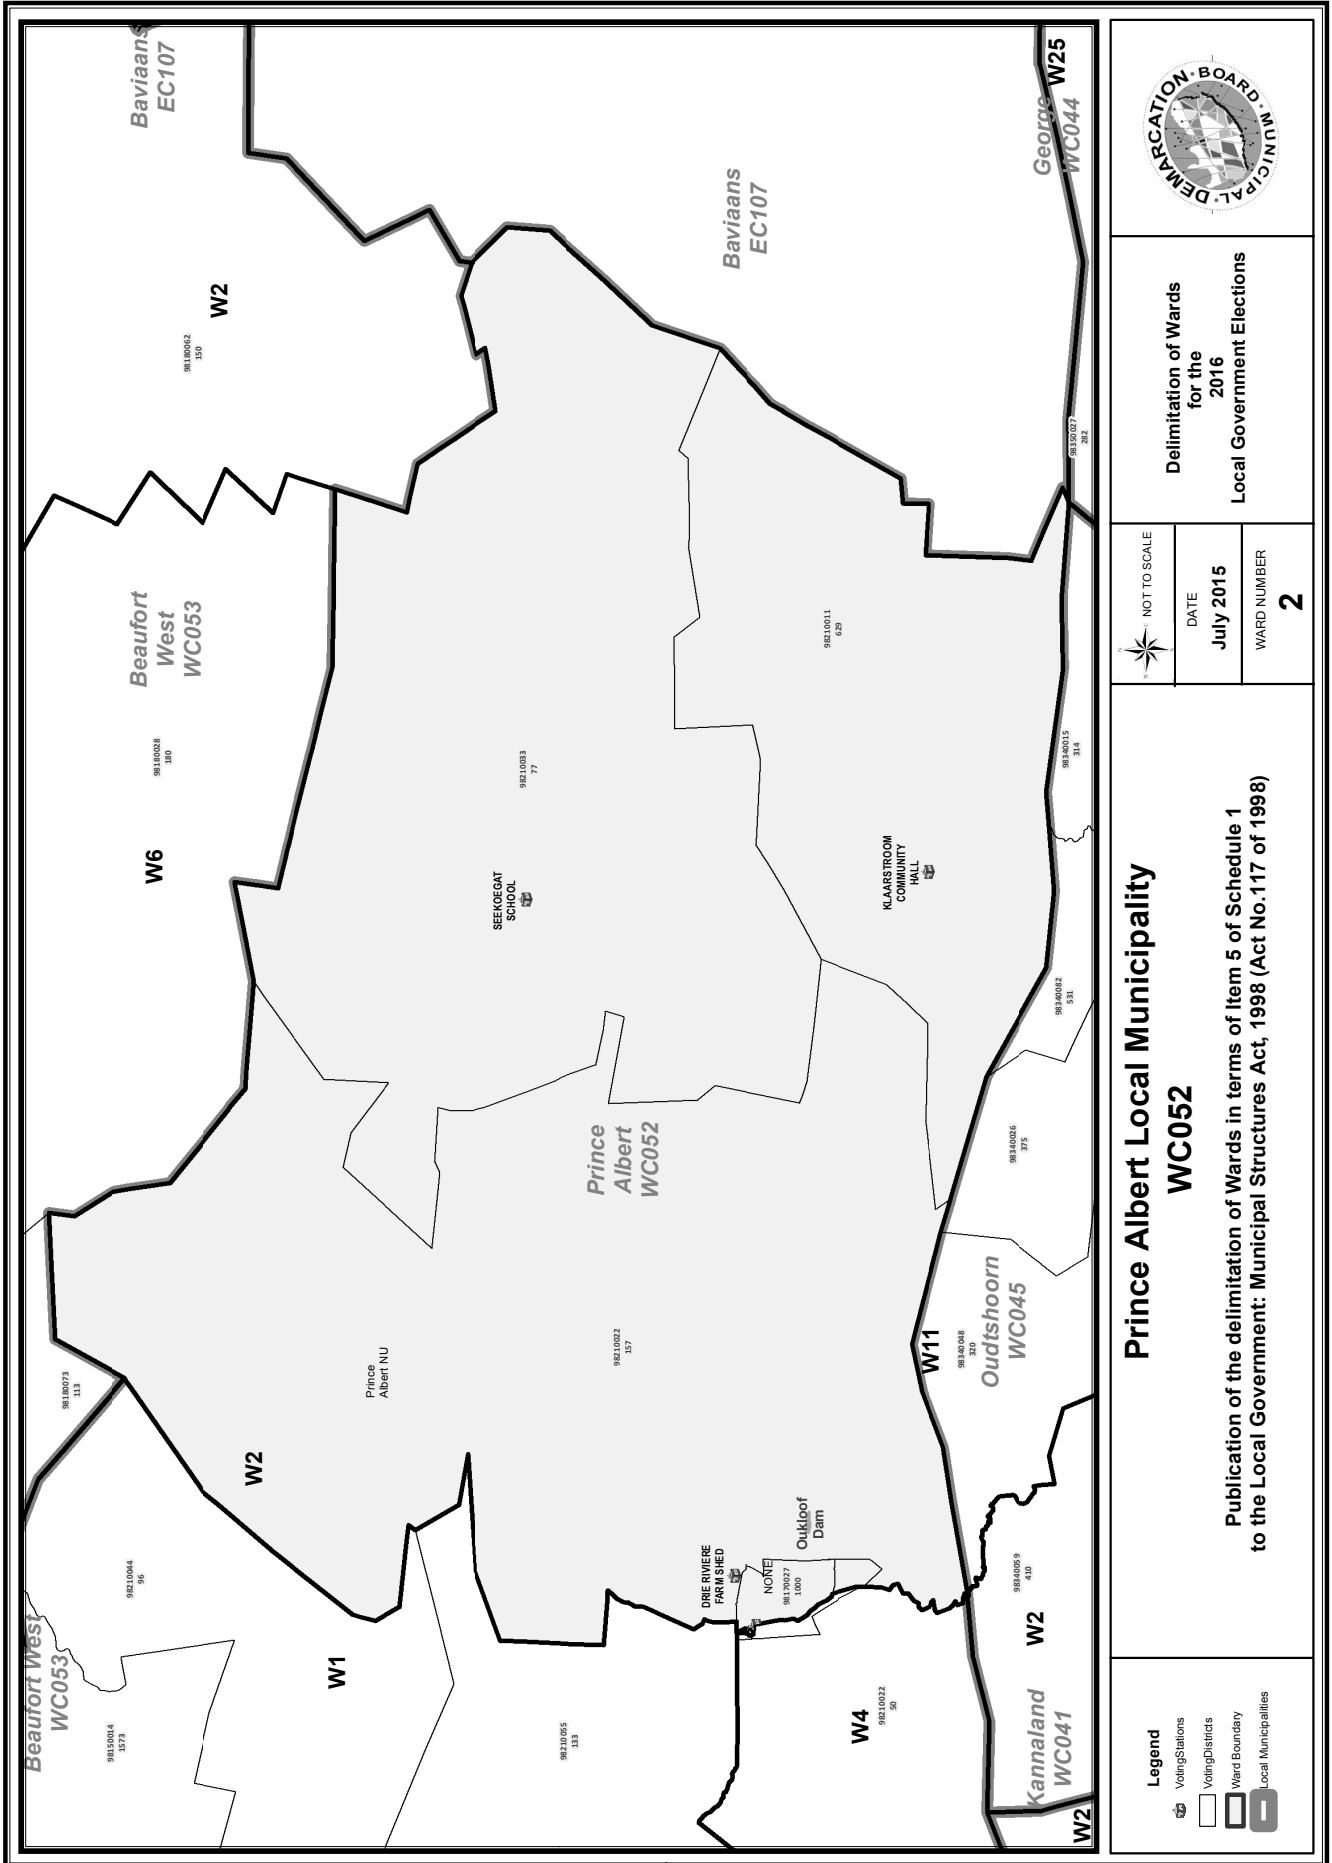 Beaufort West
WC053
98150014
1573
98210044
96
98180073
113
W6
98180028
180
Beaufort
West
WC053
98180062
150
W2
Baviaans
EC107
W1
W2
Prince
Albert NU
98210055
133
SEEKOEGAT
SCHOOL
98210033
77
98210022
157
Prince
Albert
WC052
DRIE RIVIERE
FARM SHED
NONE
98170027
1000
Oukloof
Dam
Baviaans
EC107
98210011
629
KLAARSTROOM
COMMUNITY
HALL
W4
98210022
50
W11
98340048
320
Oudtshoorn
WC045
98340026
375
98340082
531
98340015
314
98350027
282
George
WC044
W25
98340059
410
W2
Kannaland
WC041
W2
Legend
VotingStations
VotingDistricts
Ward Boundary
Local Municipalities
Prince Albert Local Municipality
WC052
Publication of the delimitation of Wards in terms of Item 5 of Schedule 1
to the Local Government: Municipal Structures Act, 1998 (Act No.117 of 1998)
N
W
E
S
NOT TO SCALE
DATE
July 2015
WARD NUMBER
2
Delimitation of Wards
for the
2016
Local Government Elections
MUNICIPAL · DEMARCATION · BOARD ·